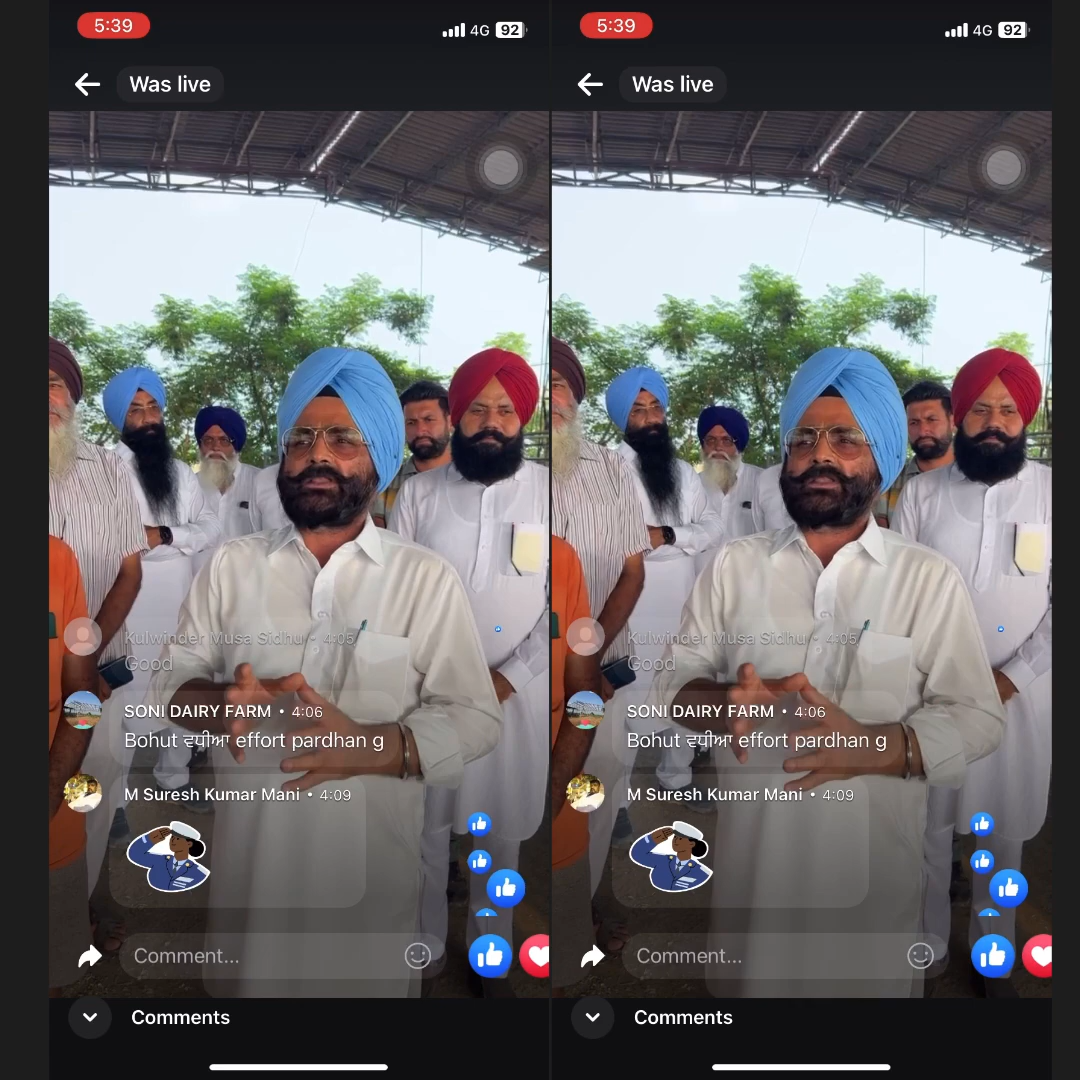 5:39
4G 92
Was live
Kulwinder Musa Sidhu • 4:05
Good
SONI DAIRY FARM • 4:06
Bohut ਵਧੀਆ effort pardhan g
M Suresh Kumar Mani • 4:09
Comment...
Comments
5:39
4G 92
Was live
Kulwinder Musa Sidhu • 4:05
Good
SONI DAIRY FARM • 4:06
Bohut ਵਧੀਆ effort pardhan g
M Suresh Kumar Mani • 4:09
Comment...
Comments